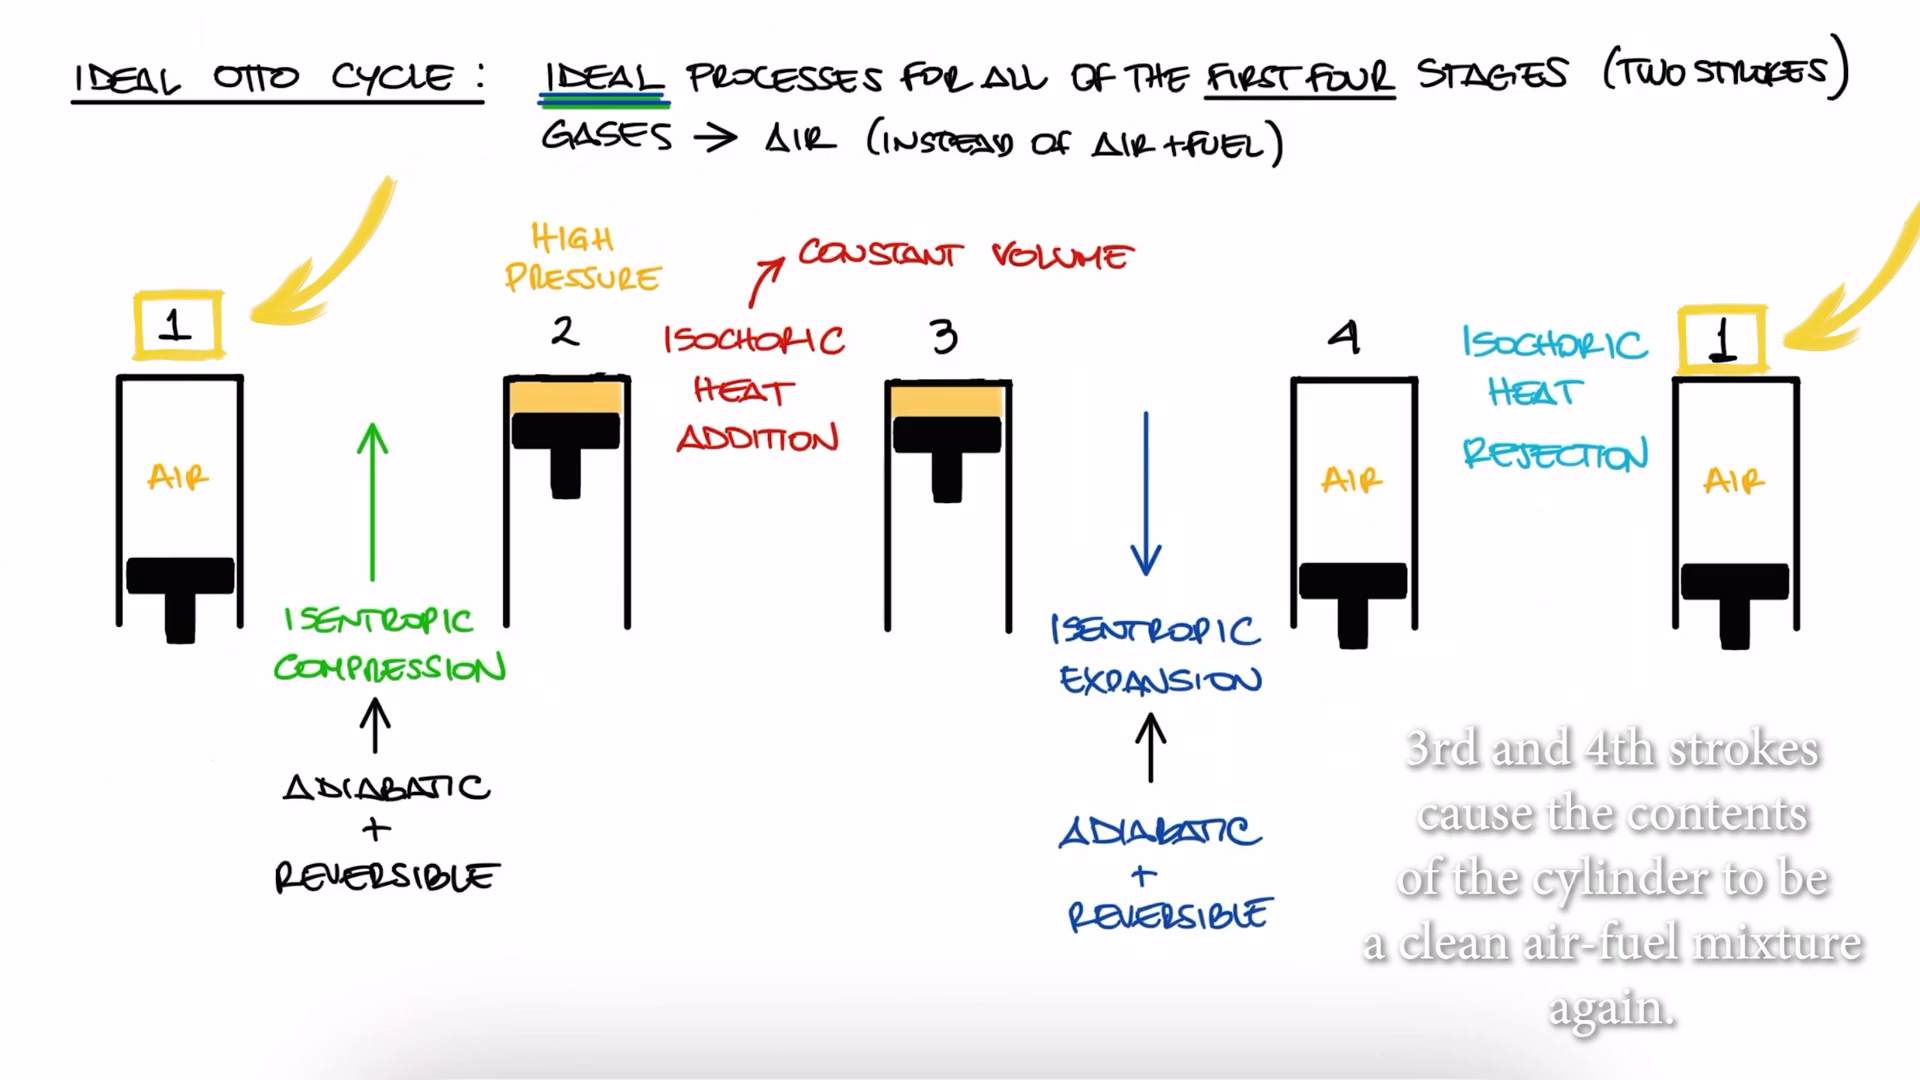 IDEAL OTTO CYCLE: IDEAL PROCESSES FOR ALL OF THE FIRST FOUR STAGES (TWO STROKES)
GASES → AIR (INSTEAD OF AIR+FUEL)
HIGH
PRESSURE
CONSTANT VOLUME
1
2
ISOCHORIC
HEAT
ADDITION
3
4
ISOCHORIC
HEAT
REJECTION
1
AIR
AIR
AIR
ISENTROPIC
COMPRESSION
ADIABATIC
+
REVERSIBLE
ISENTROPIC
EXPANSION
ADIABATIC
+
REVERSIBLE
3rd and 4th strokes
cause the contents
of the cylinder to be
a clean air-fuel mixture
again.